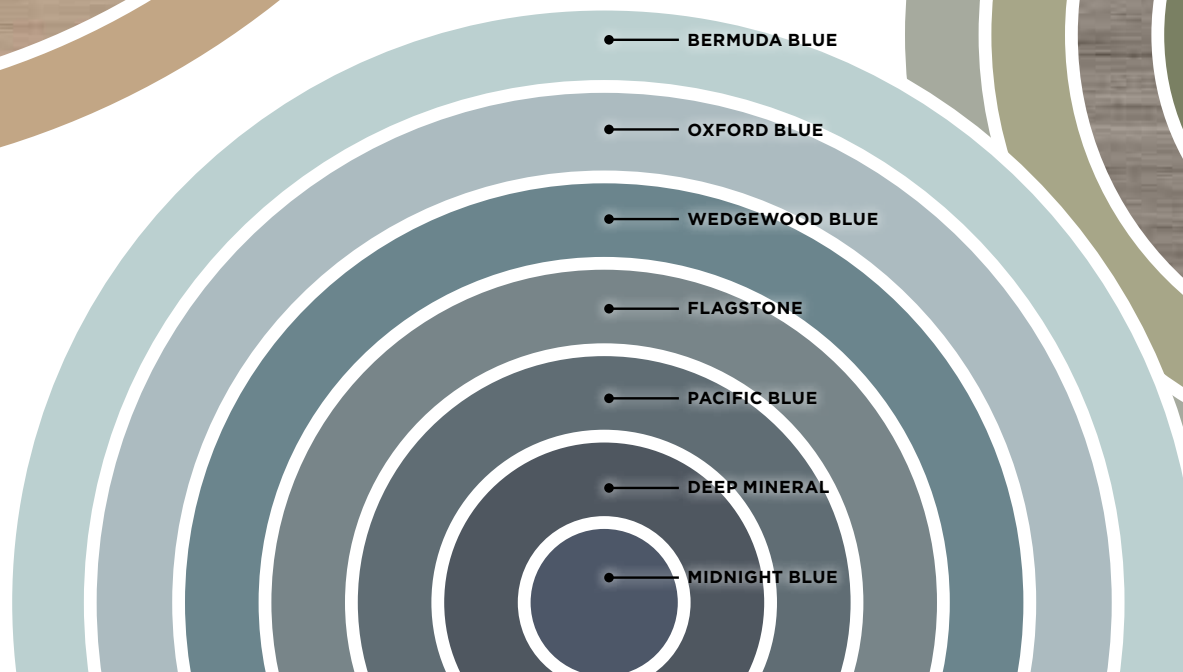 BERMUDA BLUE
OXFORD BLUE
WEDGEWOOD BLUE
FLAGSTONE
PACIFIC BLUE
DEEP MINERAL
MIDNIGHT BLUE